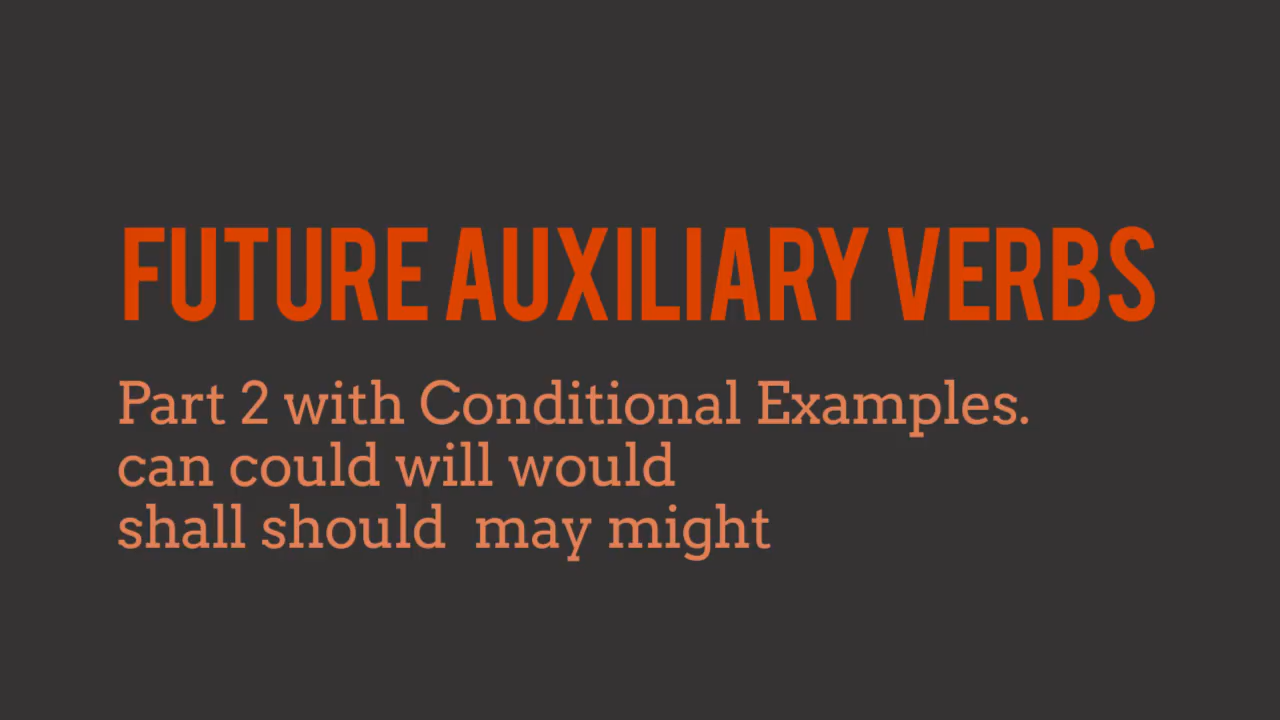 FUTURE AUXILIARY VERBS
Part 2 with Conditional Examples.
can could will would
shall should may might